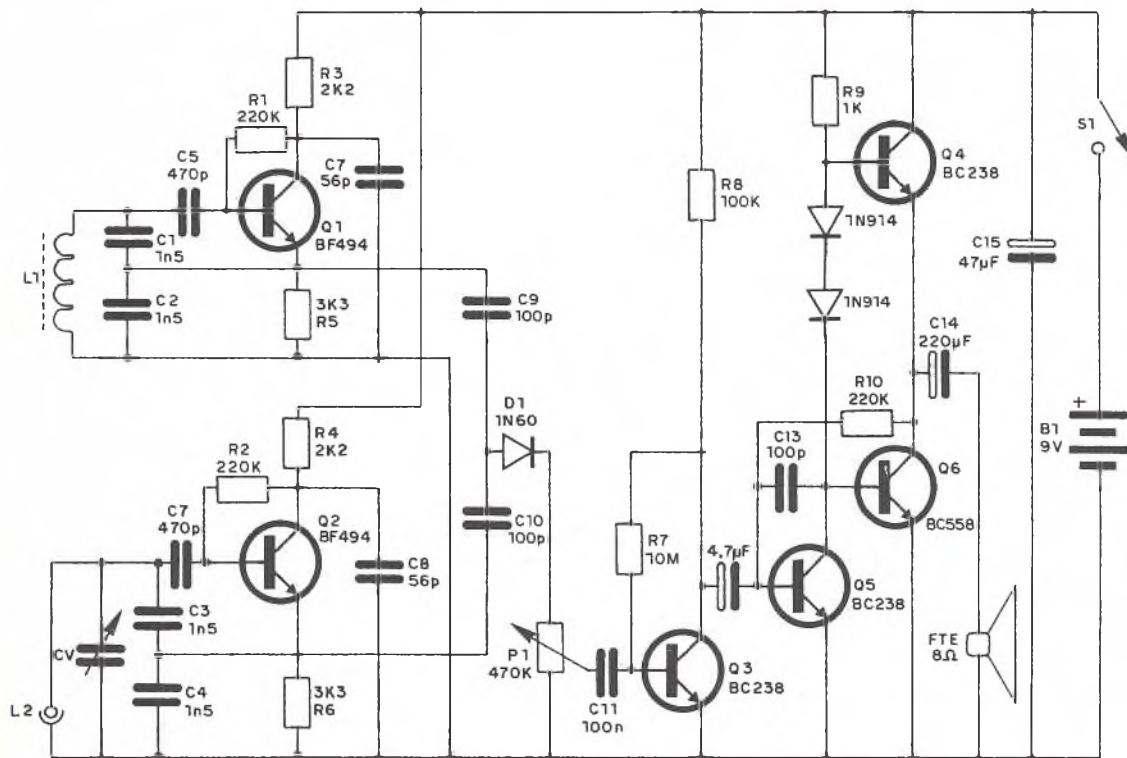 R3
2K2
R1
220K
C5
470p
C7
56p
Q1
BF494
C1
1n5
L1
C2
1n5
3K3
R5
C9
100p
R9
1K
Q4
BC238
S1
R8
100K
1N914
C15
47µF
1N914
C14
220µF
R4
2K2
D1
1N60
R10
220K
+
B1
9V
R2
220K
C13
100p
Q6
BC558
C7
470p
Q2
BF494
C10
100p
R7
10M
C8
56p
4,7µF
Q5
BC238
C3
1n5
CV
P1
470K
FTE
8Ω
Q3
BC238
C4
1n5
3K3
R6
L2
C11
100n